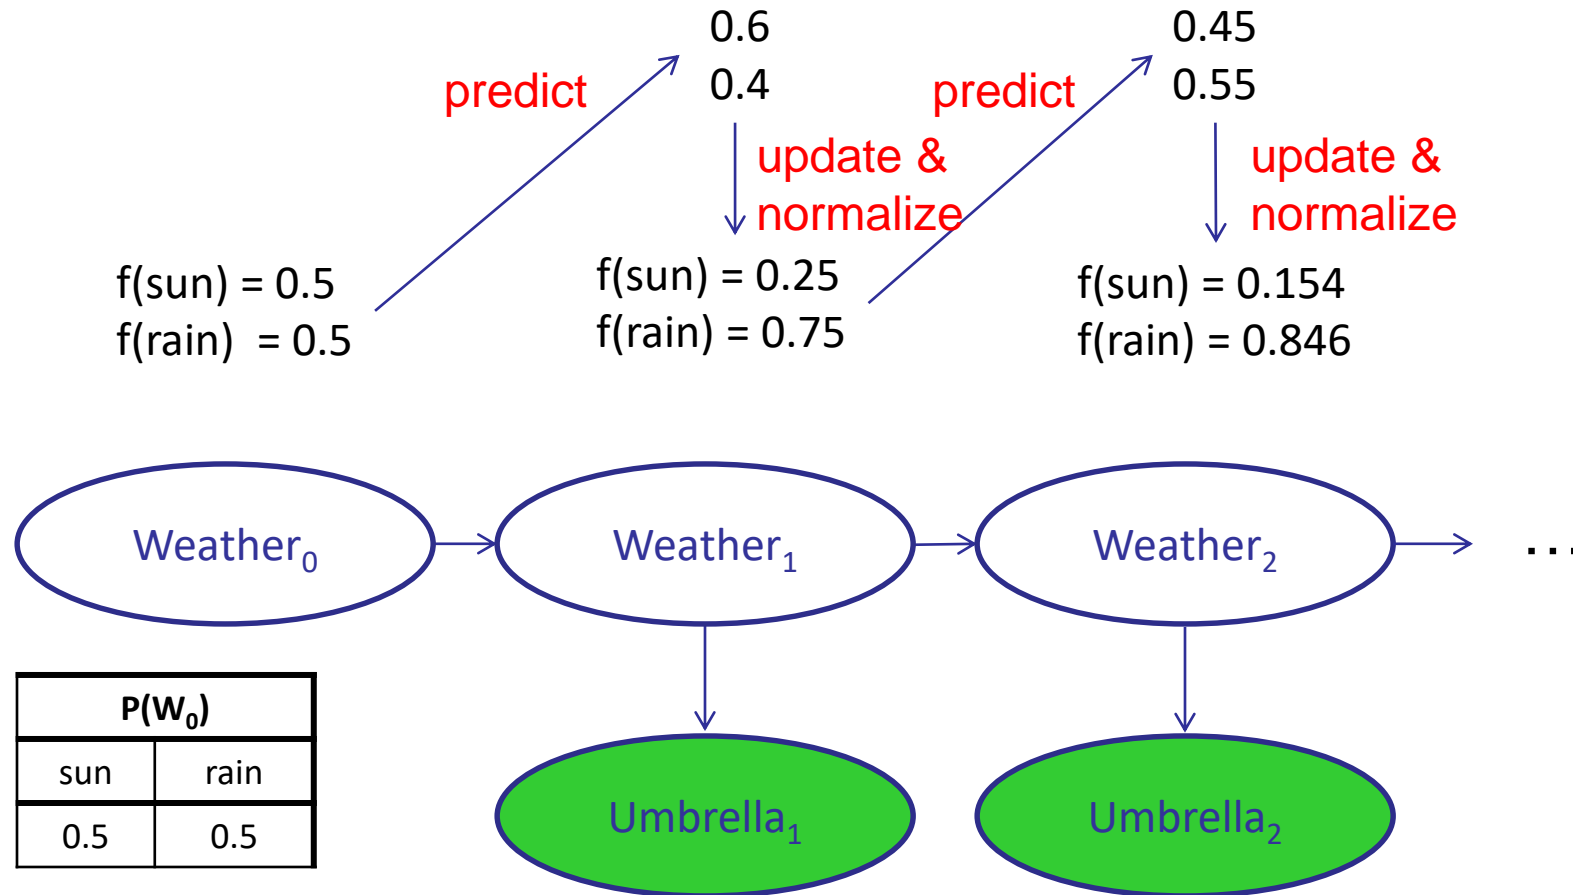 0.6
0.4
0.45
0.55
predict
predict
update &
normalize
update &
normalize
f(sun) = 0.5
f(rain) = 0.5
f(sun) = 0.25
f(rain) = 0.75
f(sun) = 0.154
f(rain) = 0.846
Weather₀
Weather₁
Weather₂
...
P(W₀)
sun rain
0.5 0.5
Umbrella₁
Umbrella₂